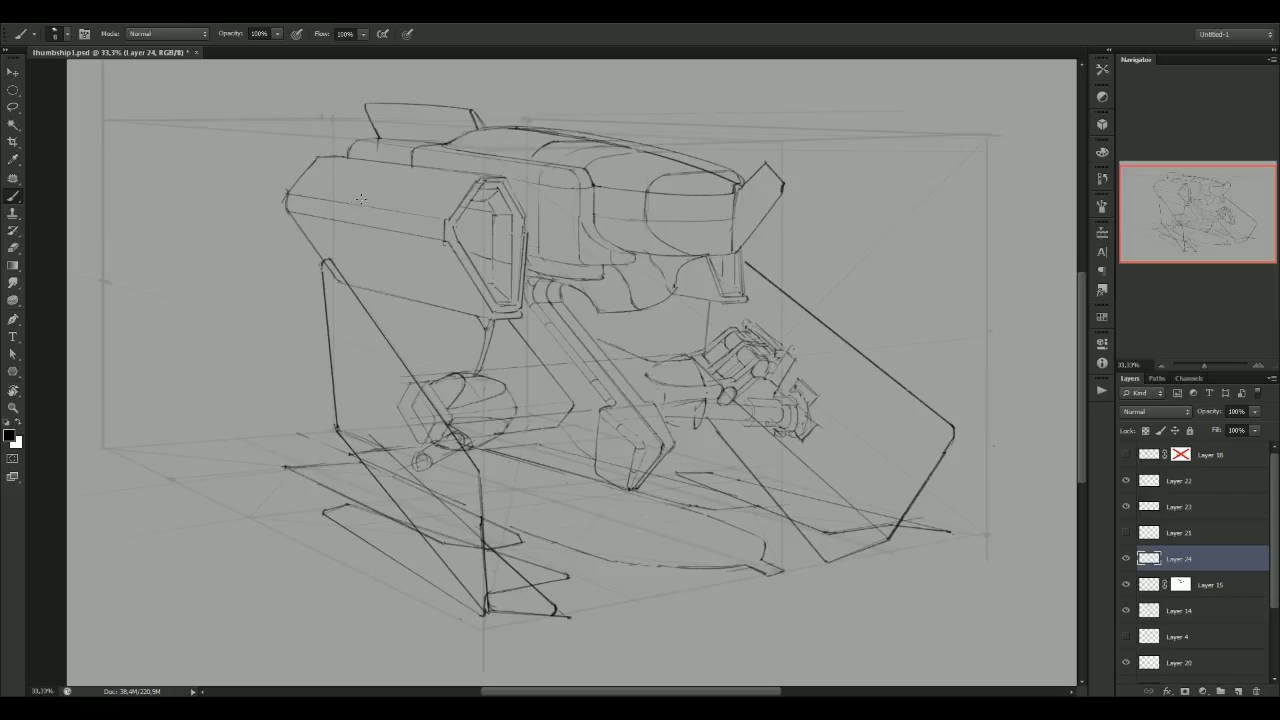 Mode: Normal Opacity: 100% Flow: 100% Untitled-1
thumbship1.psd @ 33,3% (Layer 24, RGB/8) * ×
Navigator
33,33%
Layers Paths Channels
Kind
Normal Opacity: 100%
Lock: Fill: 100%
Layer 18
Layer 22
Layer 23
Layer 21
Layer 24
Layer 15
Layer 14
Layer 4
Layer 20
33,33% Doc: 38,4M/220,9M